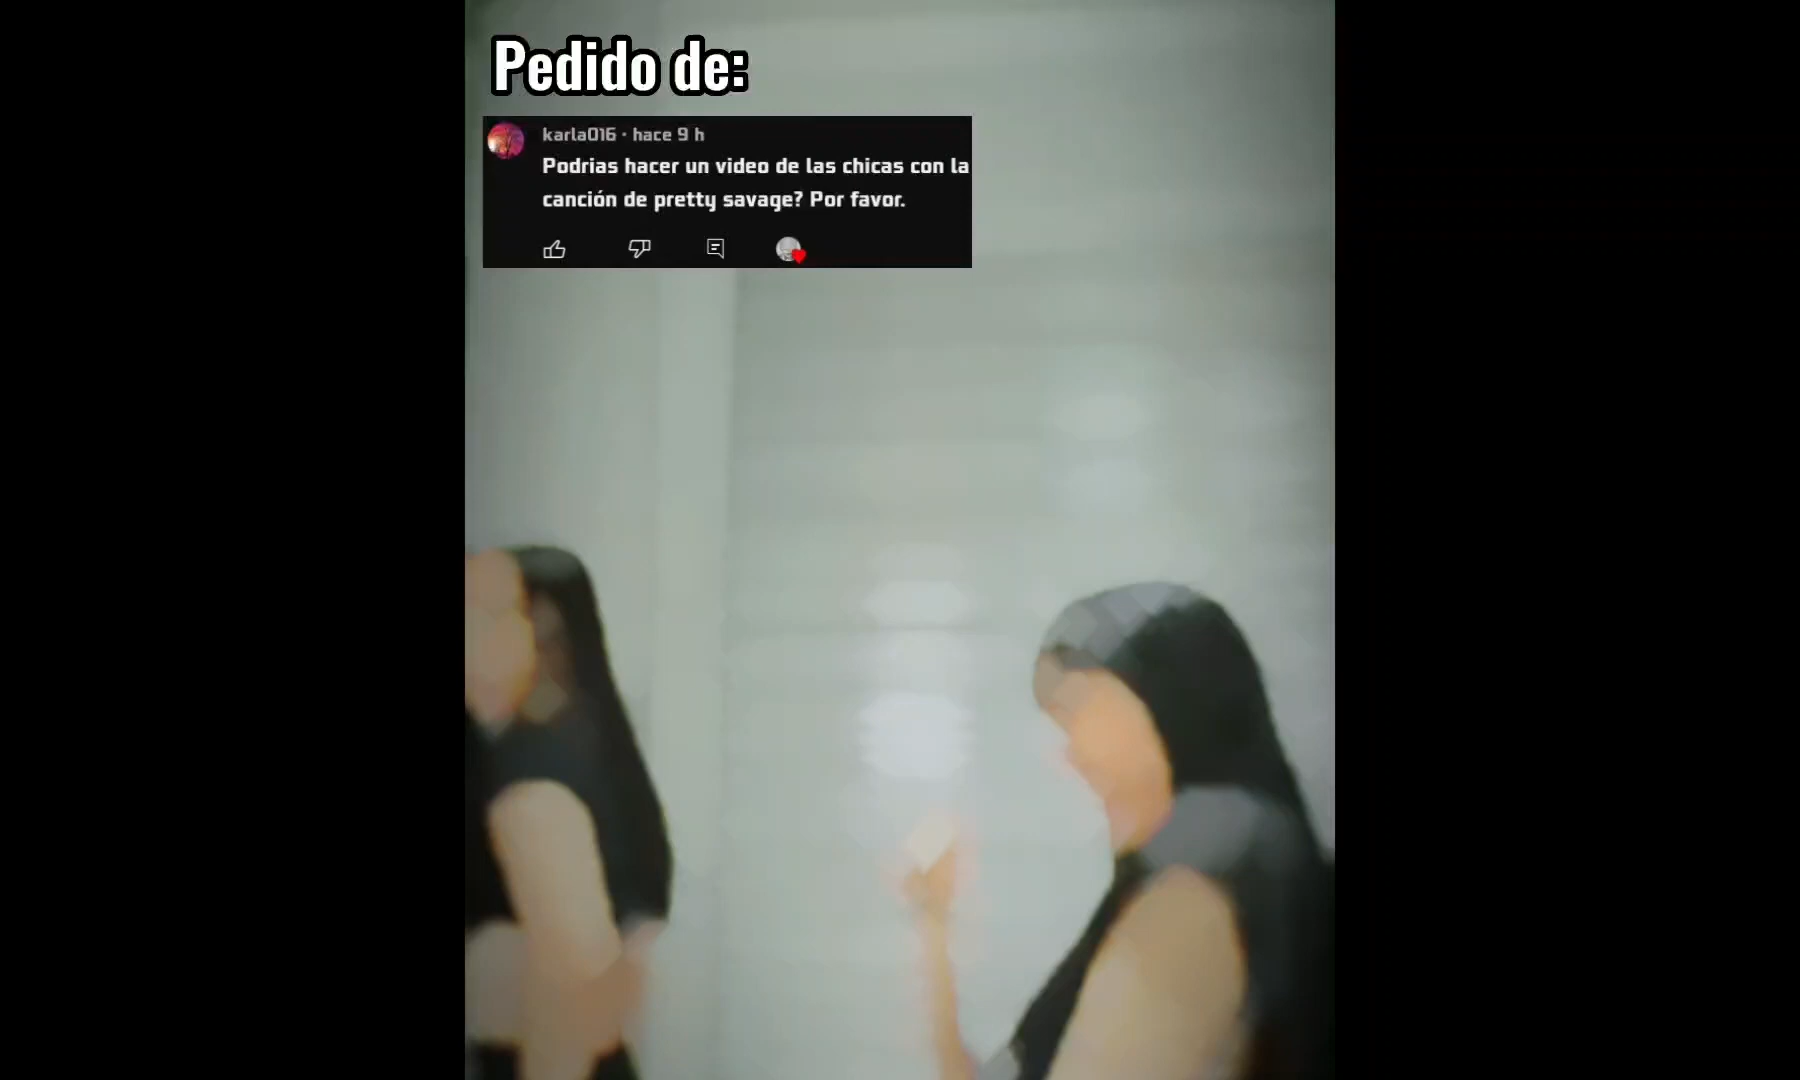 Pedido de:
karla016 · hace 9 h
Podrias hacer un video de las chicas con la
canción de pretty savage? Por favor.